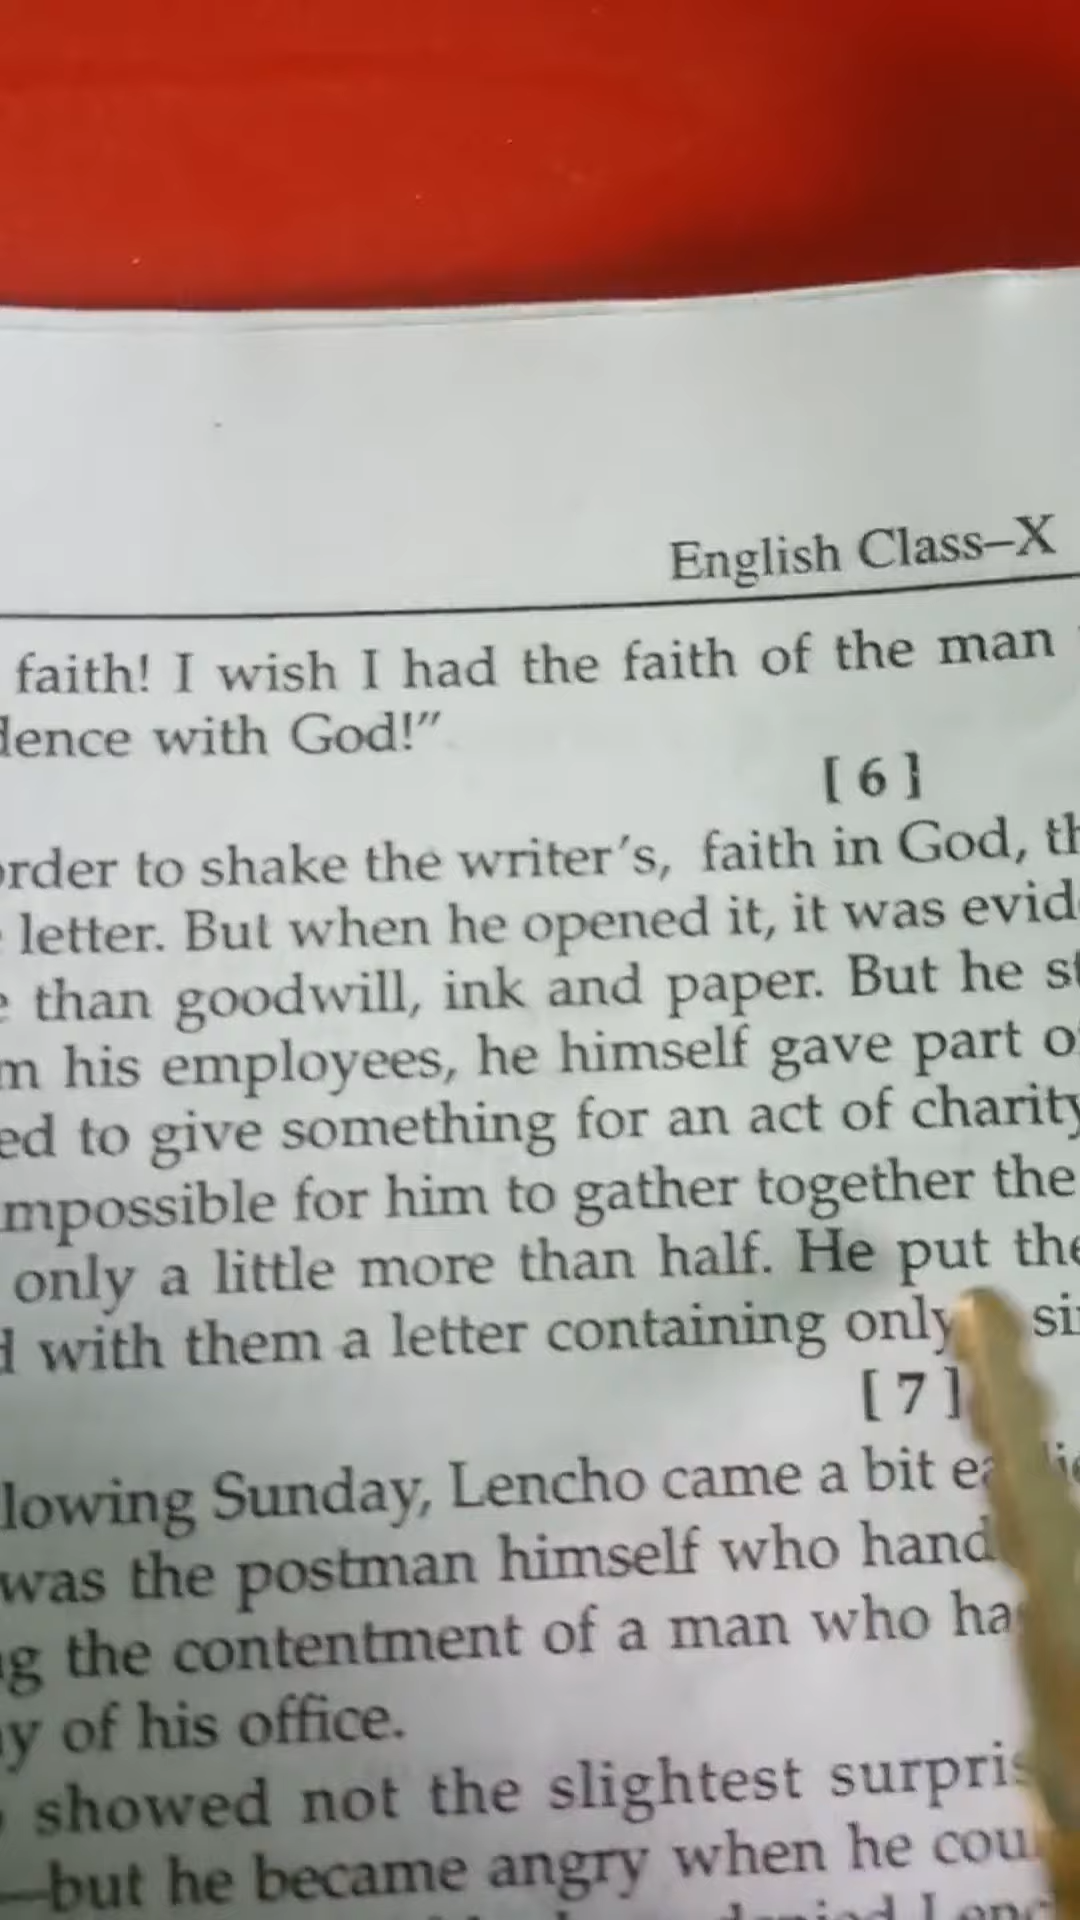 English Class–X
faith! I wish I had the faith of the man
dence with God!”
[ 6 ]
order to shake the writer’s, faith in God, th
letter. But when he opened it, it was evid
than goodwill, ink and paper. But he st
m his employees, he himself gave part o
ed to give something for an act of charity
mpossible for him to gather together the
only a little more than half. He put the
d with them a letter containing only si
[ 7 ]
lowing Sunday, Lencho came a bit ea lie
was the postman himself who hand
g the contentment of a man who ha
y of his office.
showed not the slightest surpris
—but he became angry when he cou